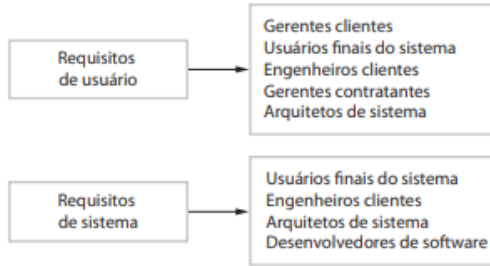 Requisitos
de usuário
Gerentes clientes
Usuários finais do sistema
Engenheiros clientes
Gerentes contratantes
Arquitetos de sistema
Requisitos
de sistema
Usuários finais do sistema
Engenheiros clientes
Arquitetos de sistema
Desenvolvedores de software